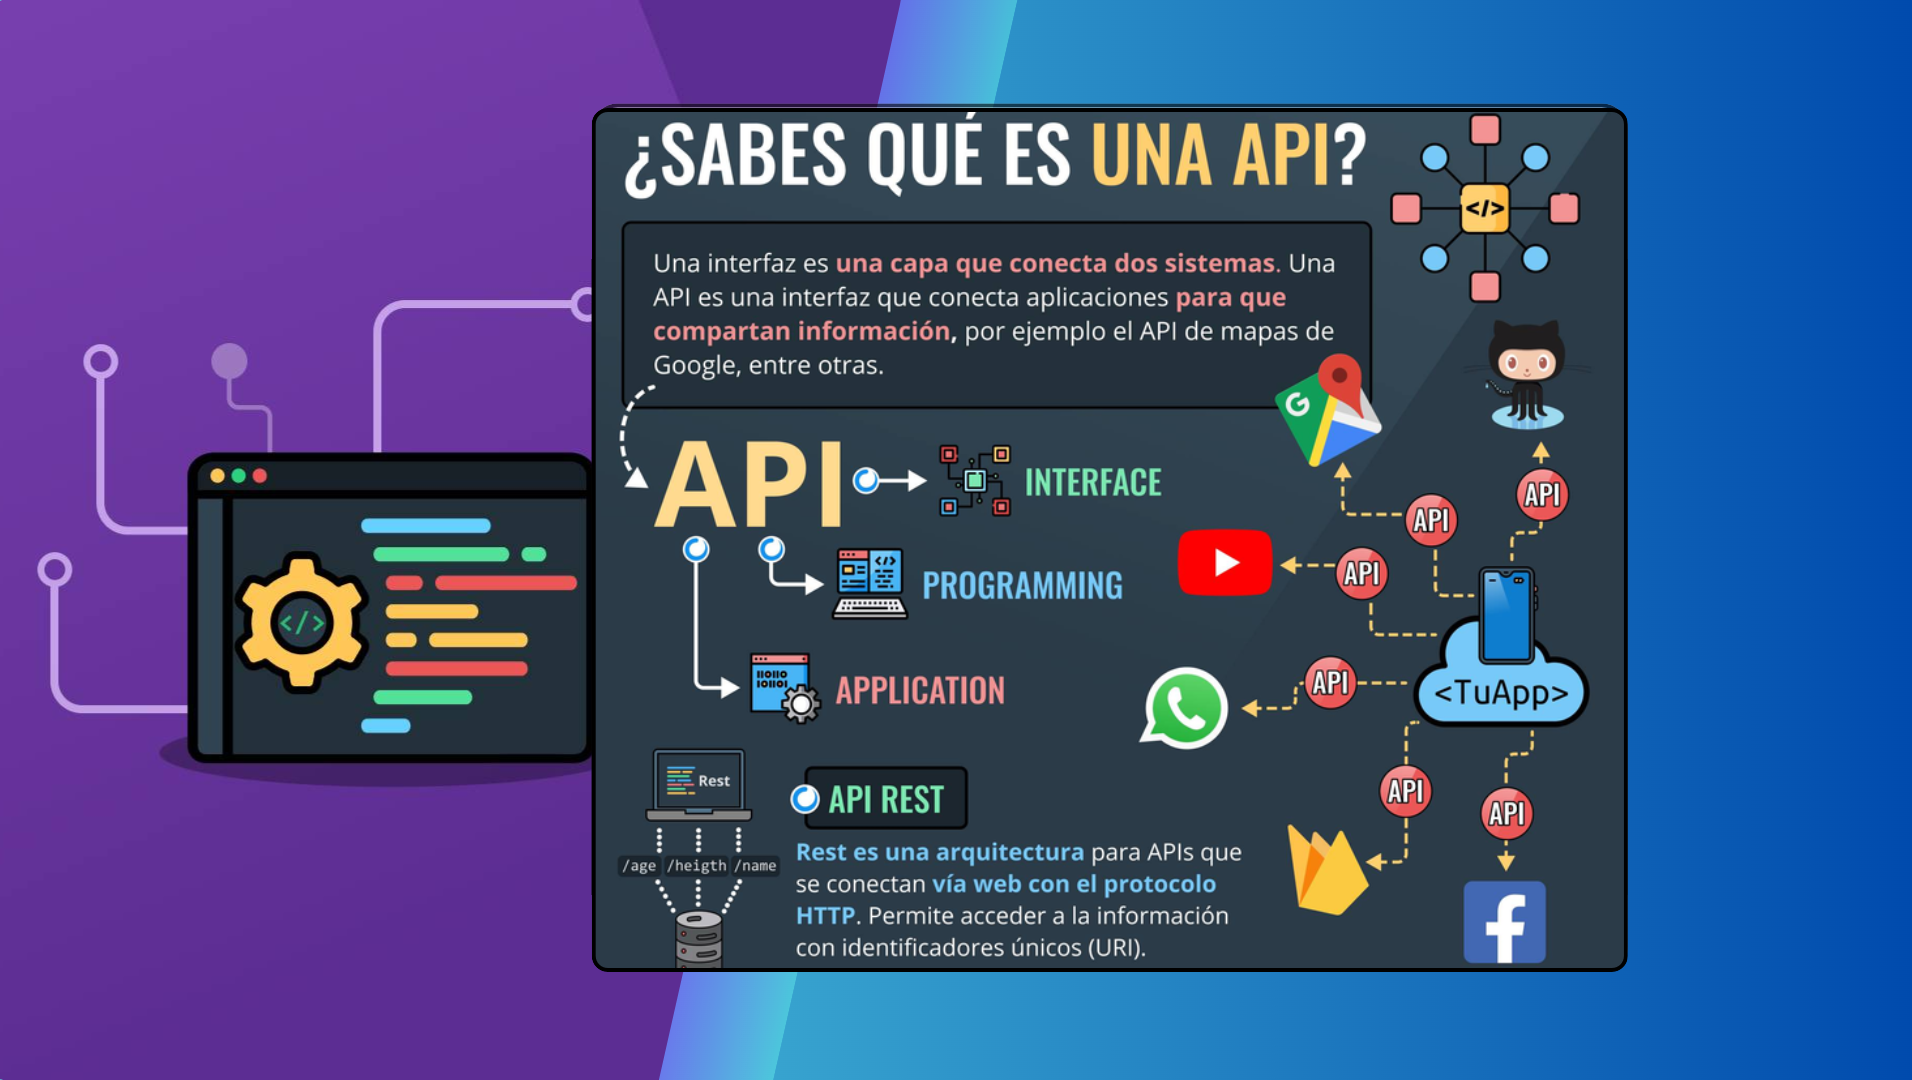 ¿SABES QUÉ ES UNA API?
</>
Una interfaz es una capa que conecta dos sistemas. Una
API es una interfaz que conecta aplicaciones para que
compartan información, por ejemplo el API de mapas de
Google, entre otras.
G
API
INTERFACE
</>
PROGRAMMING
01011O
101101
APPLICATION
</>
API
API
API
API
<TuApp>
API
API
Rest
/age /heigth /name
API REST
Rest es una arquitectura para APIs que
se conectan vía web con el protocolo
HTTP. Permite acceder a la información
con identificadores únicos (URI).
f